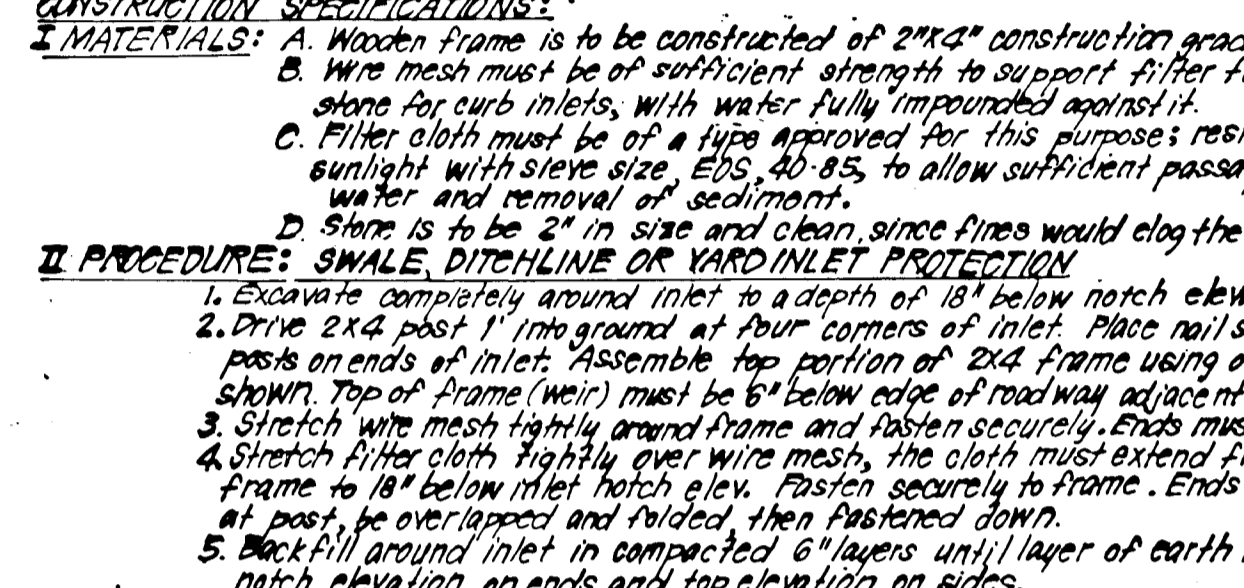 CONSTRUCTION SPECIFICATIONS:
I MATERIALS: A. Wooden frame is to be constructed of 2"x4" construction grad
B. Wire mesh must be of sufficient strength to support filter f
stone for curb inlets, with water fully impounded against it.
C. Filter cloth must be of a type approved for this purpose; resi
sunlight with sieve size, EOS, 40-85, to allow sufficient passa
water and removal of sediment.
D. Stone is to be 2" in size and clean, since fines would clog the
II PROCEDURE: SWALE, DITCHLINE OR YARD INLET PROTECTION
1. Excavate completely around inlet to a depth of 18" below notch elev
2. Drive 2x4 post 1' into ground at four corners of inlet. Place nail s
posts on ends of inlet. Assemble top portion of 2x4 frame using o
shown. Top of frame (weir) must be 6" below edge of roadway adjacent
3. Stretch wire mesh tightly around frame and fasten securely. Ends mus
4. Stretch filter cloth tightly over wire mesh, the cloth must extend f
frame to 18" below inlet notch elev. Fasten securely to frame. Ends
at post, be overlapped and folded, then fastened down.
5. Backfill around inlet in compacted 6" layers until layer of earth
notch elevation on ends and top elevation on sides.